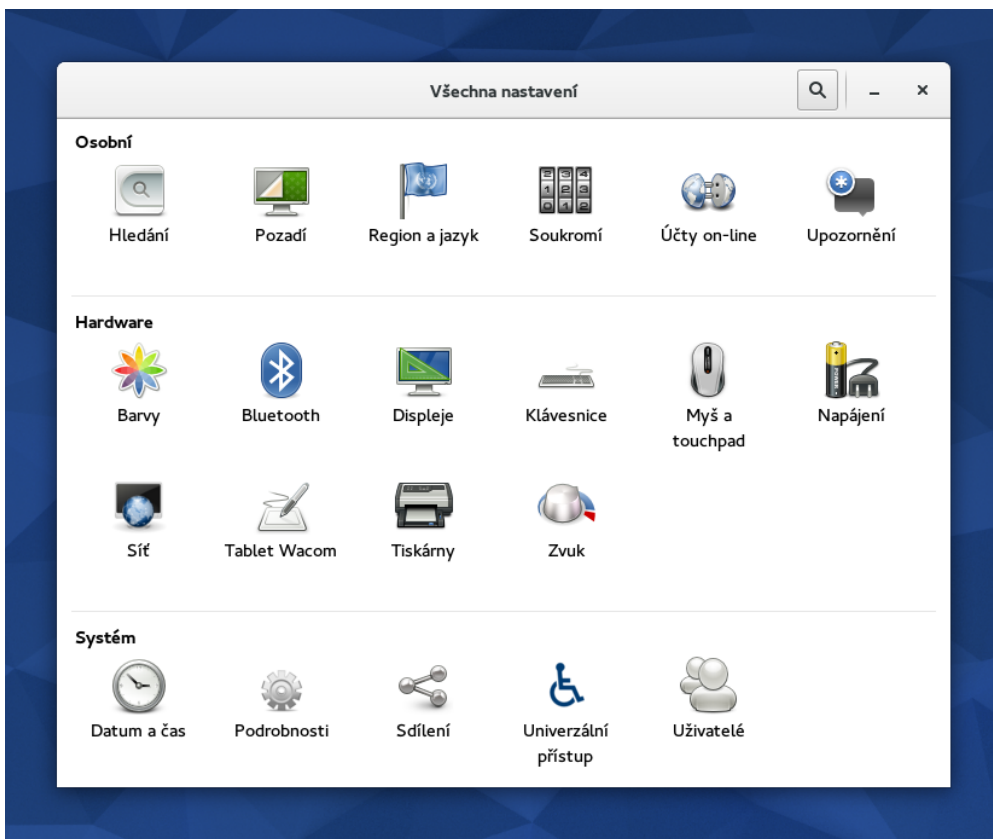 Všechna nastavení
Osobní
Hledání
Pozadí
Region a jazyk
Soukromí
Účty on-line
Upozornění
Hardware
Barvy
Bluetooth
Displeje
Klávesnice
Myš a
touchpad
Napájení
Síť
Tablet Wacom
Tiskárny
Zvuk
Systém
Datum a čas
Podrobnosti
Sdílení
Univerzální
přístup
Uživatelé